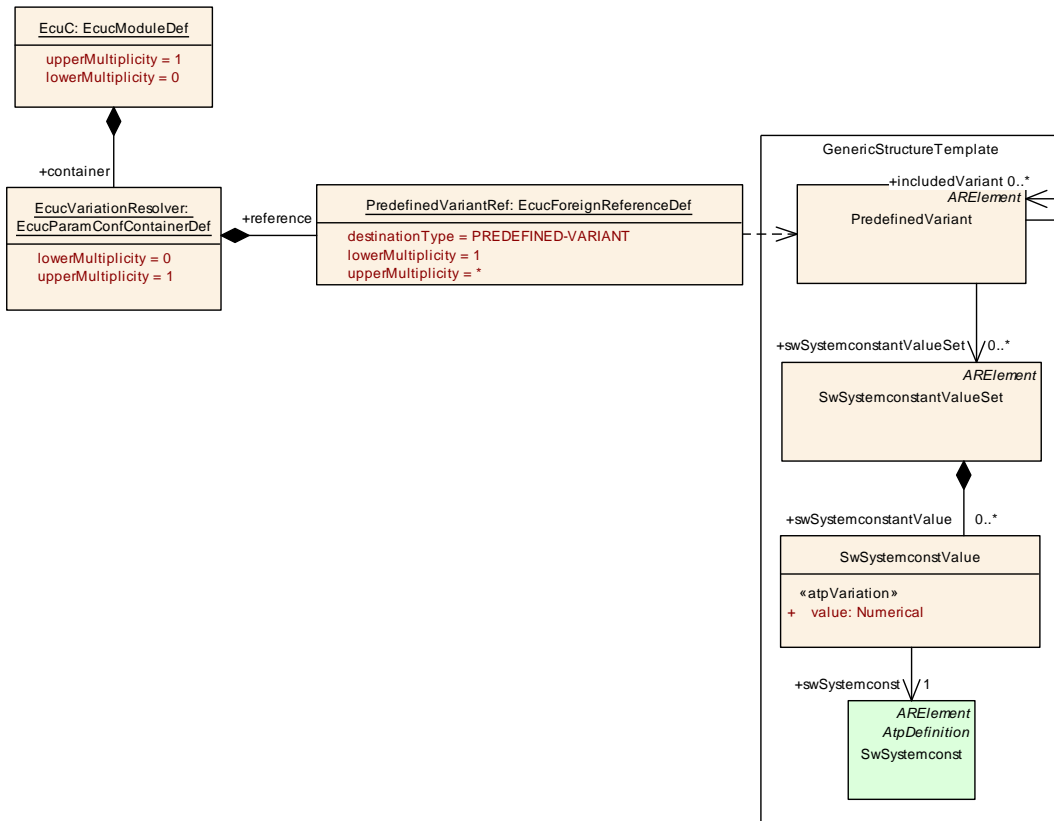 EcuC: EcucModuleDef
upperMultiplicity = 1
lowerMultiplicity = 0
+container
EcucVariationResolver:
EcucParamConfContainerDef
lowerMultiplicity = 0
upperMultiplicity = 1
+reference
PredefinedVariantRef: EcucForeignReferenceDef
destinationType = PREDEFINED-VARIANT
lowerMultiplicity = 1
upperMultiplicity = *
GenericStructureTemplate
+includedVariant 0..*
ARElement
PredefinedVariant
+swSystemconstantValueSet 0..*
ARElement
SwSystemconstantValueSet
+swSystemconstantValue 0..*
SwSystemconstValue
«atpVariation»
+ value: Numerical
+swSystemconst 1
ARElement
AtpDefinition
SwSystemconst